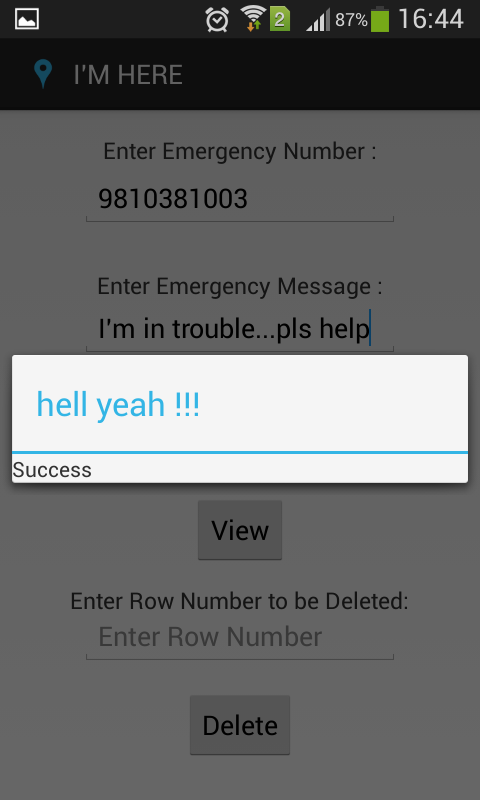 2 87% 16:44
I'M HERE
Enter Emergency Number :
9810381003
Enter Emergency Message :
I'm in trouble...pls help
hell yeah !!!
Success
View
Enter Row Number to be Deleted:
Enter Row Number
Delete